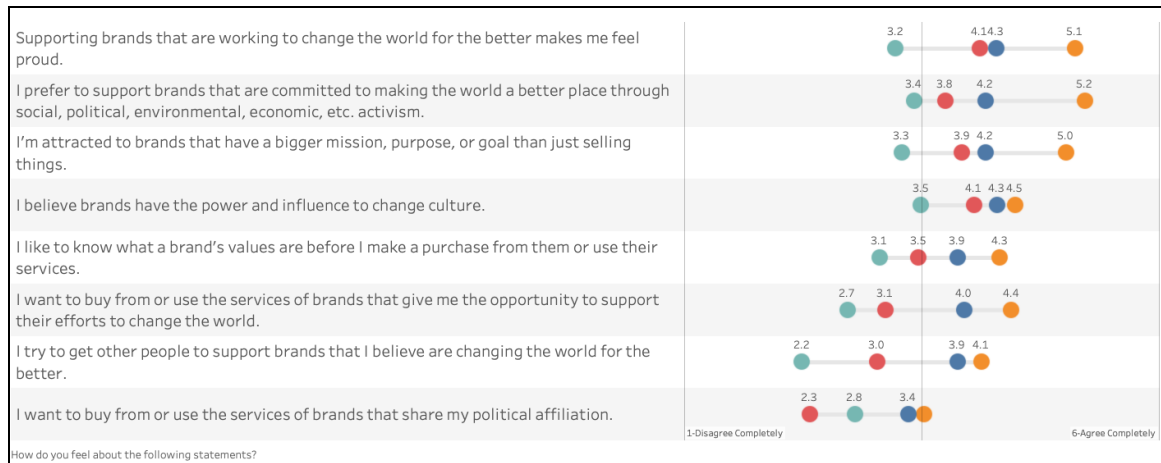 Supporting brands that are working to change the world for the better makes me feel
proud.
3.2 4.1 4.3 5.1
I prefer to support brands that are committed to making the world a better place through
social, political, environmental, economic, etc. activism.
3.4 3.8 4.2 5.2
I'm attracted to brands that have a bigger mission, purpose, or goal than just selling
things.
3.3 3.9 4.2 5.0
I believe brands have the power and influence to change culture.
3.5 4.1 4.3 4.5
I like to know what a brand's values are before I make a purchase from them or use their
services.
3.1 3.5 3.9 4.3
I want to buy from or use the services of brands that give me the opportunity to support
their efforts to change the world.
2.7 3.1 4.0 4.4
I try to get other people to support brands that I believe are changing the world for the
better.
2.2 3.0 3.9 4.1
I want to buy from or use the services of brands that share my political affiliation.
2.3 2.8 3.4
1-Disagree Completely 6-Agree Completely
How do you feel about the following statements?